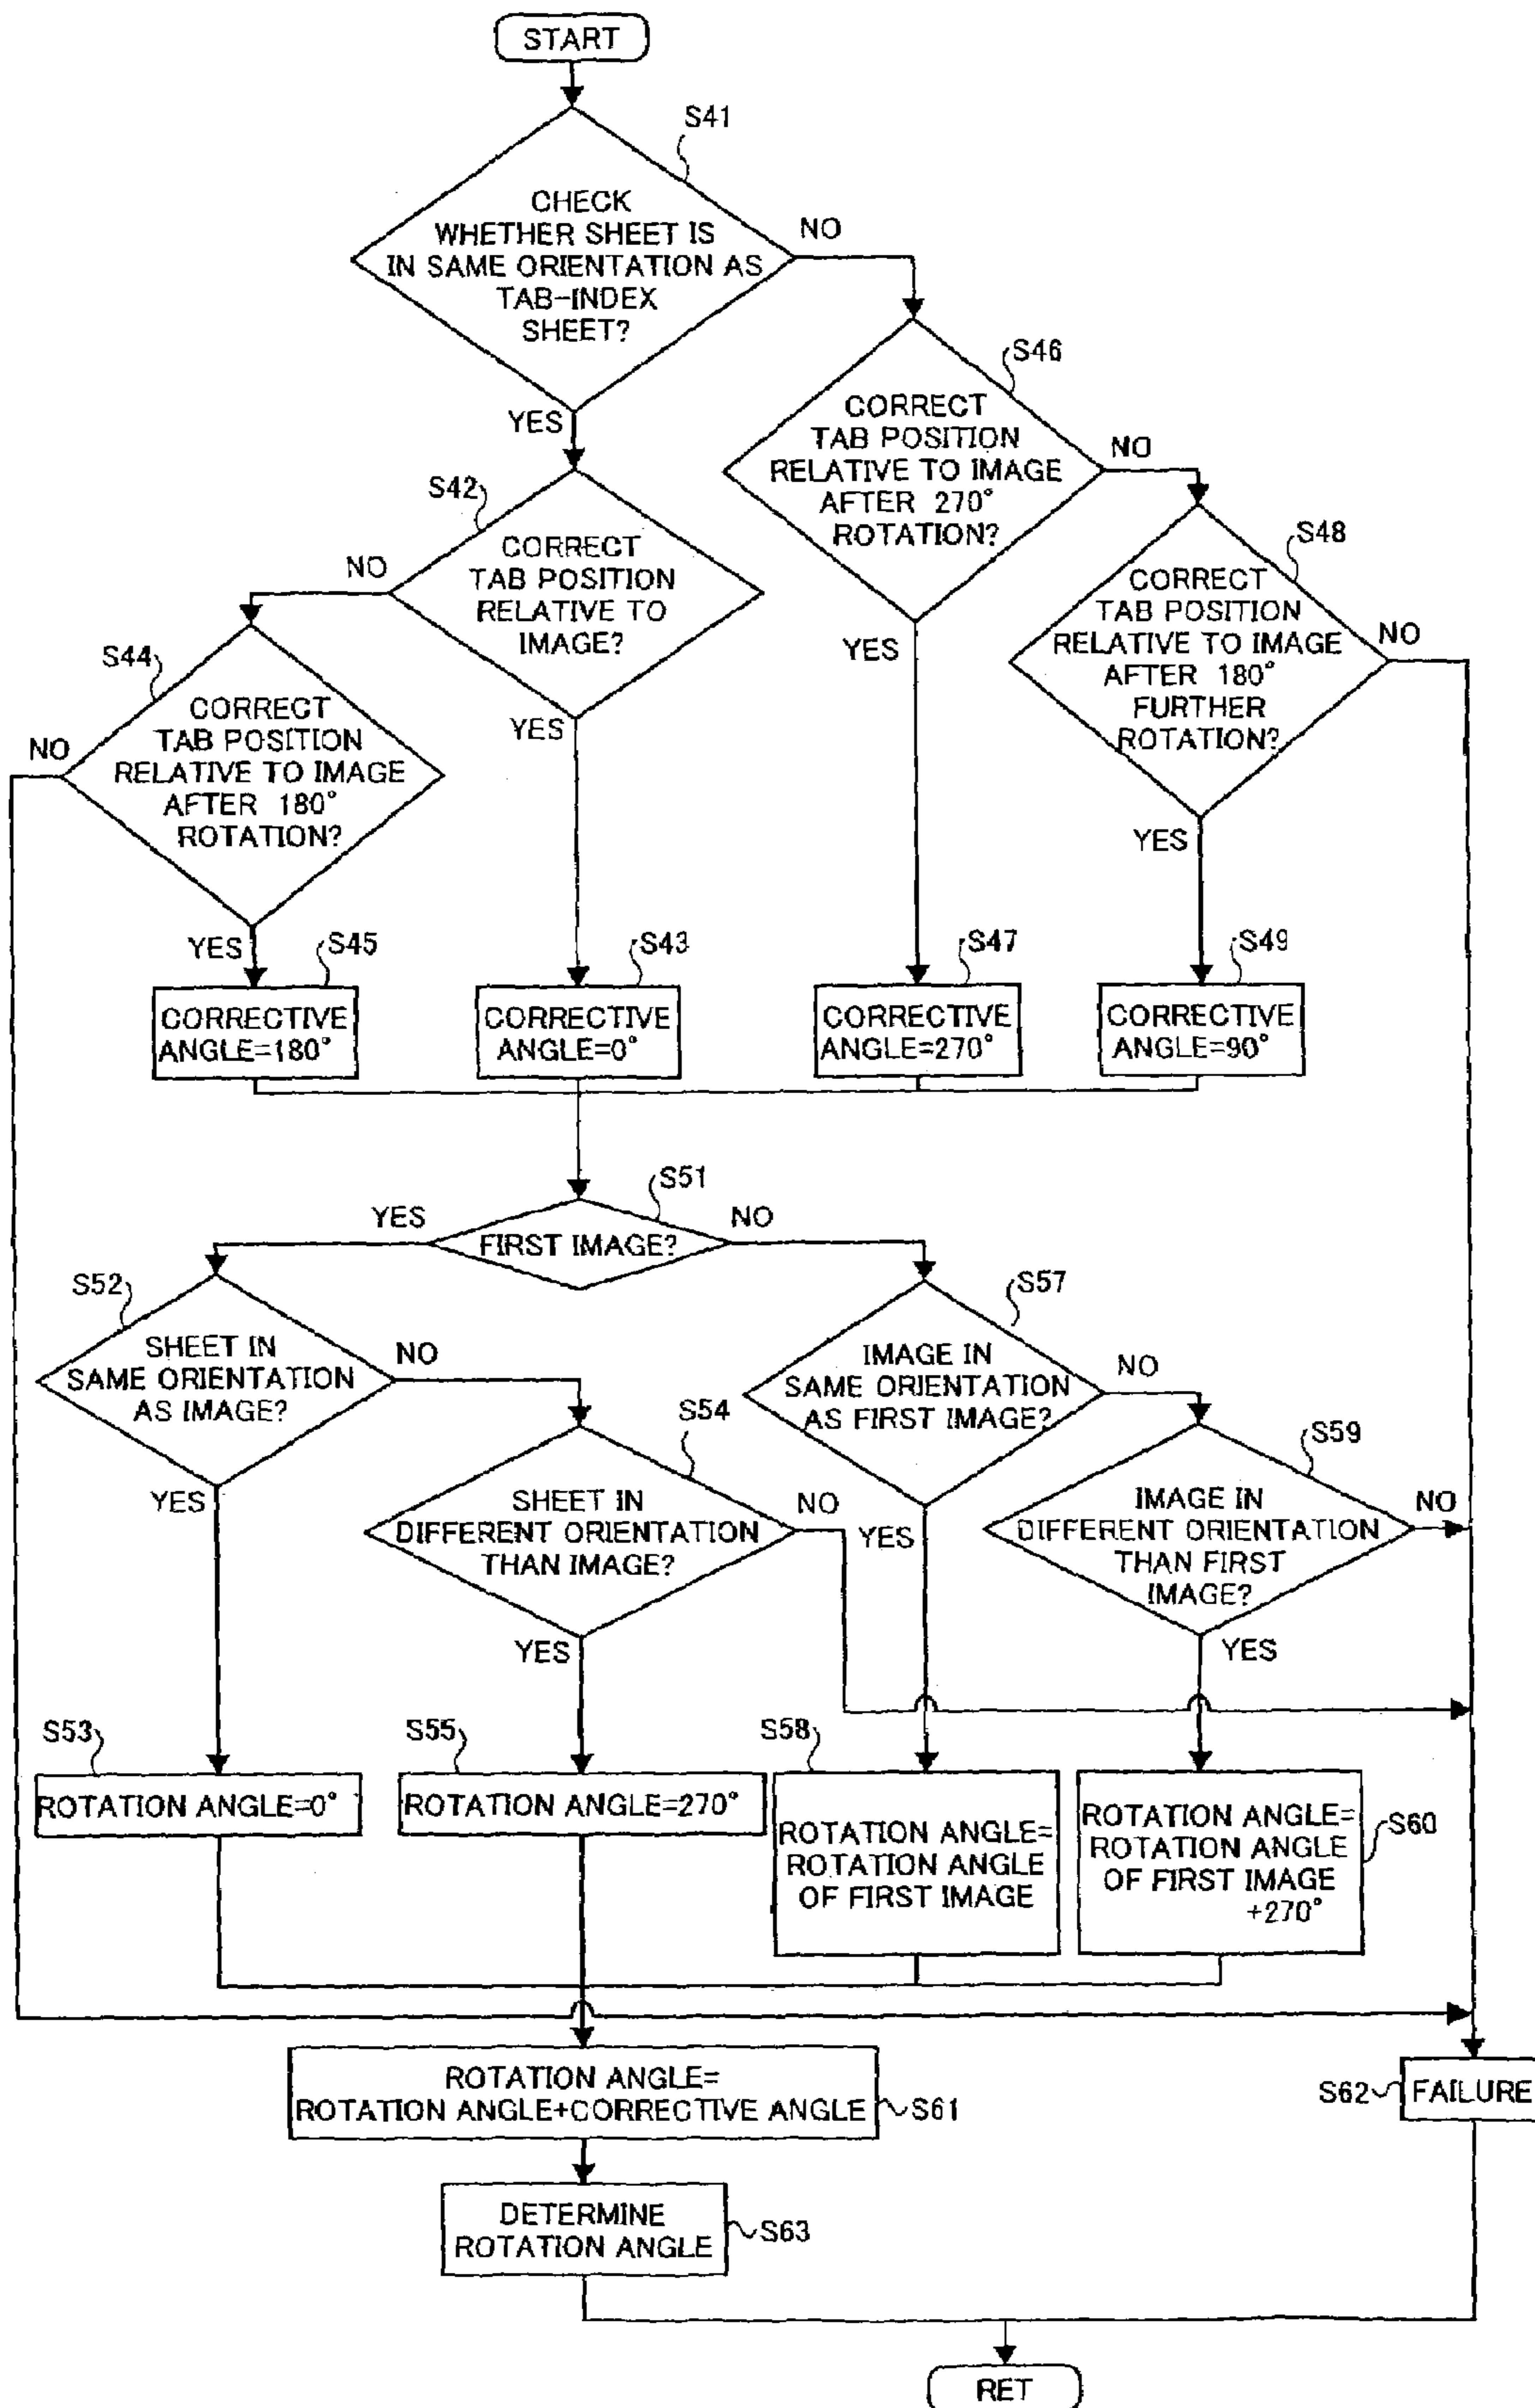 START
S41
CHECK
WHETHER SHEET IS
IN SAME ORIENTATION AS
TAB-INDEX
SHEET?
NO
YES
S46
CORRECT
TAB POSITION
RELATIVE TO IMAGE
AFTER 270°
ROTATION?
NO
YES
S42
CORRECT
TAB POSITION
RELATIVE TO
IMAGE?
NO
YES
S48
CORRECT
TAB POSITION
RELATIVE TO IMAGE
AFTER 180°
FURTHER
ROTATION?
NO
YES
S44
CORRECT
TAB POSITION
RELATIVE TO IMAGE
AFTER 180°
ROTATION?
NO
YES
S45
CORRECTIVE
ANGLE=180°
S43
CORRECTIVE
ANGLE=0°
S47
CORRECTIVE
ANGLE=270°
S49
CORRECTIVE
ANGLE=90°
S51
FIRST IMAGE?
YES
NO
S52
SHEET IN
SAME ORIENTATION
AS IMAGE?
NO
YES
S54
SHEET IN
DIFFERENT ORIENTATION
THAN IMAGE?
NO
YES
S57
IMAGE IN
SAME ORIENTATION
AS FIRST IMAGE?
NO
YES
S59
IMAGE IN
DIFFERENT ORIENTATION
THAN FIRST
IMAGE?
NO
YES
S53
ROTATION ANGLE=0°
S55
ROTATION ANGLE=270°
S58
ROTATION ANGLE=
ROTATION ANGLE
OF FIRST IMAGE
ROTATION ANGLE=
ROTATION ANGLE
OF FIRST IMAGE
+270°
S60
ROTATION ANGLE=
ROTATION ANGLE+CORRECTIVE ANGLE
S61
S62
FAILURE
DETERMINE
ROTATION ANGLE
S63
RET